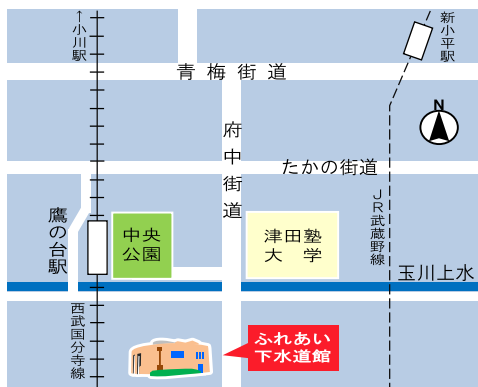 ↑小川駅
新小平駅
青梅街道
N
府中街道
たかの街道
JR武蔵野線
鷹の台駅
中央
公園
津田塾
大学
玉川上水
西武国分寺線
ふれあい
下水道館